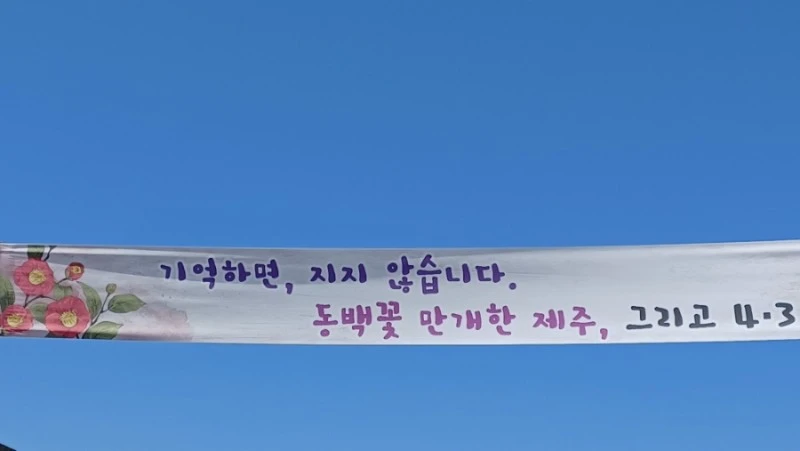 기억하면, 지지 않습니다.
동백꽃 만개한 제주, 그리고 4·3